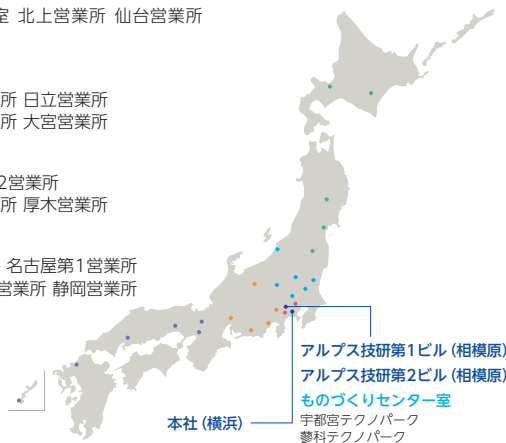 室 北上営業所 仙台営業所
所 日立営業所
所 大宮営業所
2営業所
所 厚木営業所
名古屋第1営業所
営業所 静岡営業所
アルプス技研第1ビル（相模原）
アルプス技研第2ビル（相模原）
ものづくりセンター室
本社（横浜）
宇都宮テクノパーク
蓼科テクノパーク